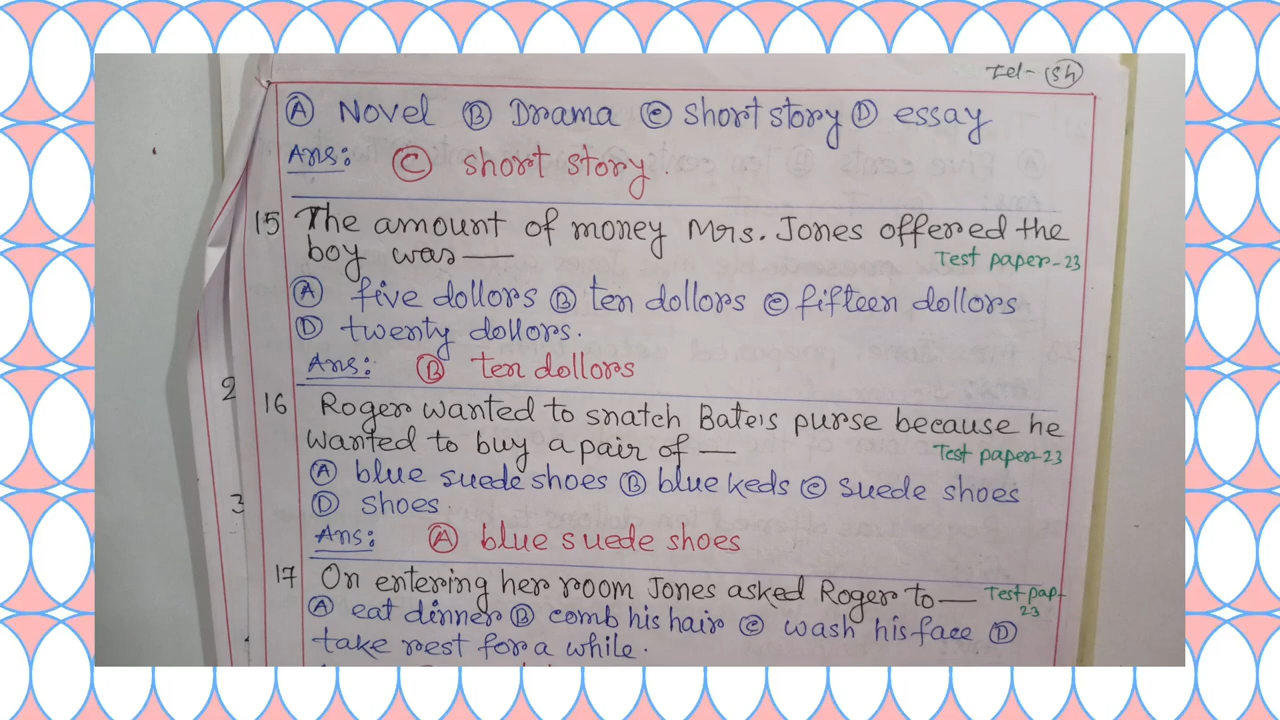 Tel-(Sh)
Ⓐ Novel Ⓑ Drama Ⓒ short story Ⓓ essay
Ans: Ⓒ short story.
15 The amount of money Mrs. Jones offered the
boy was —
Test paper-23
Ⓐ five dollors Ⓑ ten dollors Ⓒ fifteen dollors
Ⓓ twenty dollors.
Ans: Ⓑ ten dollors
2
16 Roger wanted to snatch Bate's purse because he
wanted to buy a pair of —
Test paper-23
Ⓐ blue suede shoes Ⓑ blue keds Ⓒ suede shoes
3
Ⓓ shoes
Ans: Ⓐ blue suede shoes
17 On entering her room Jones asked Roger to —
Test pap-
23
Ⓐ eat dinner Ⓑ comb his hair Ⓒ wash his face Ⓓ
take rest for a while.